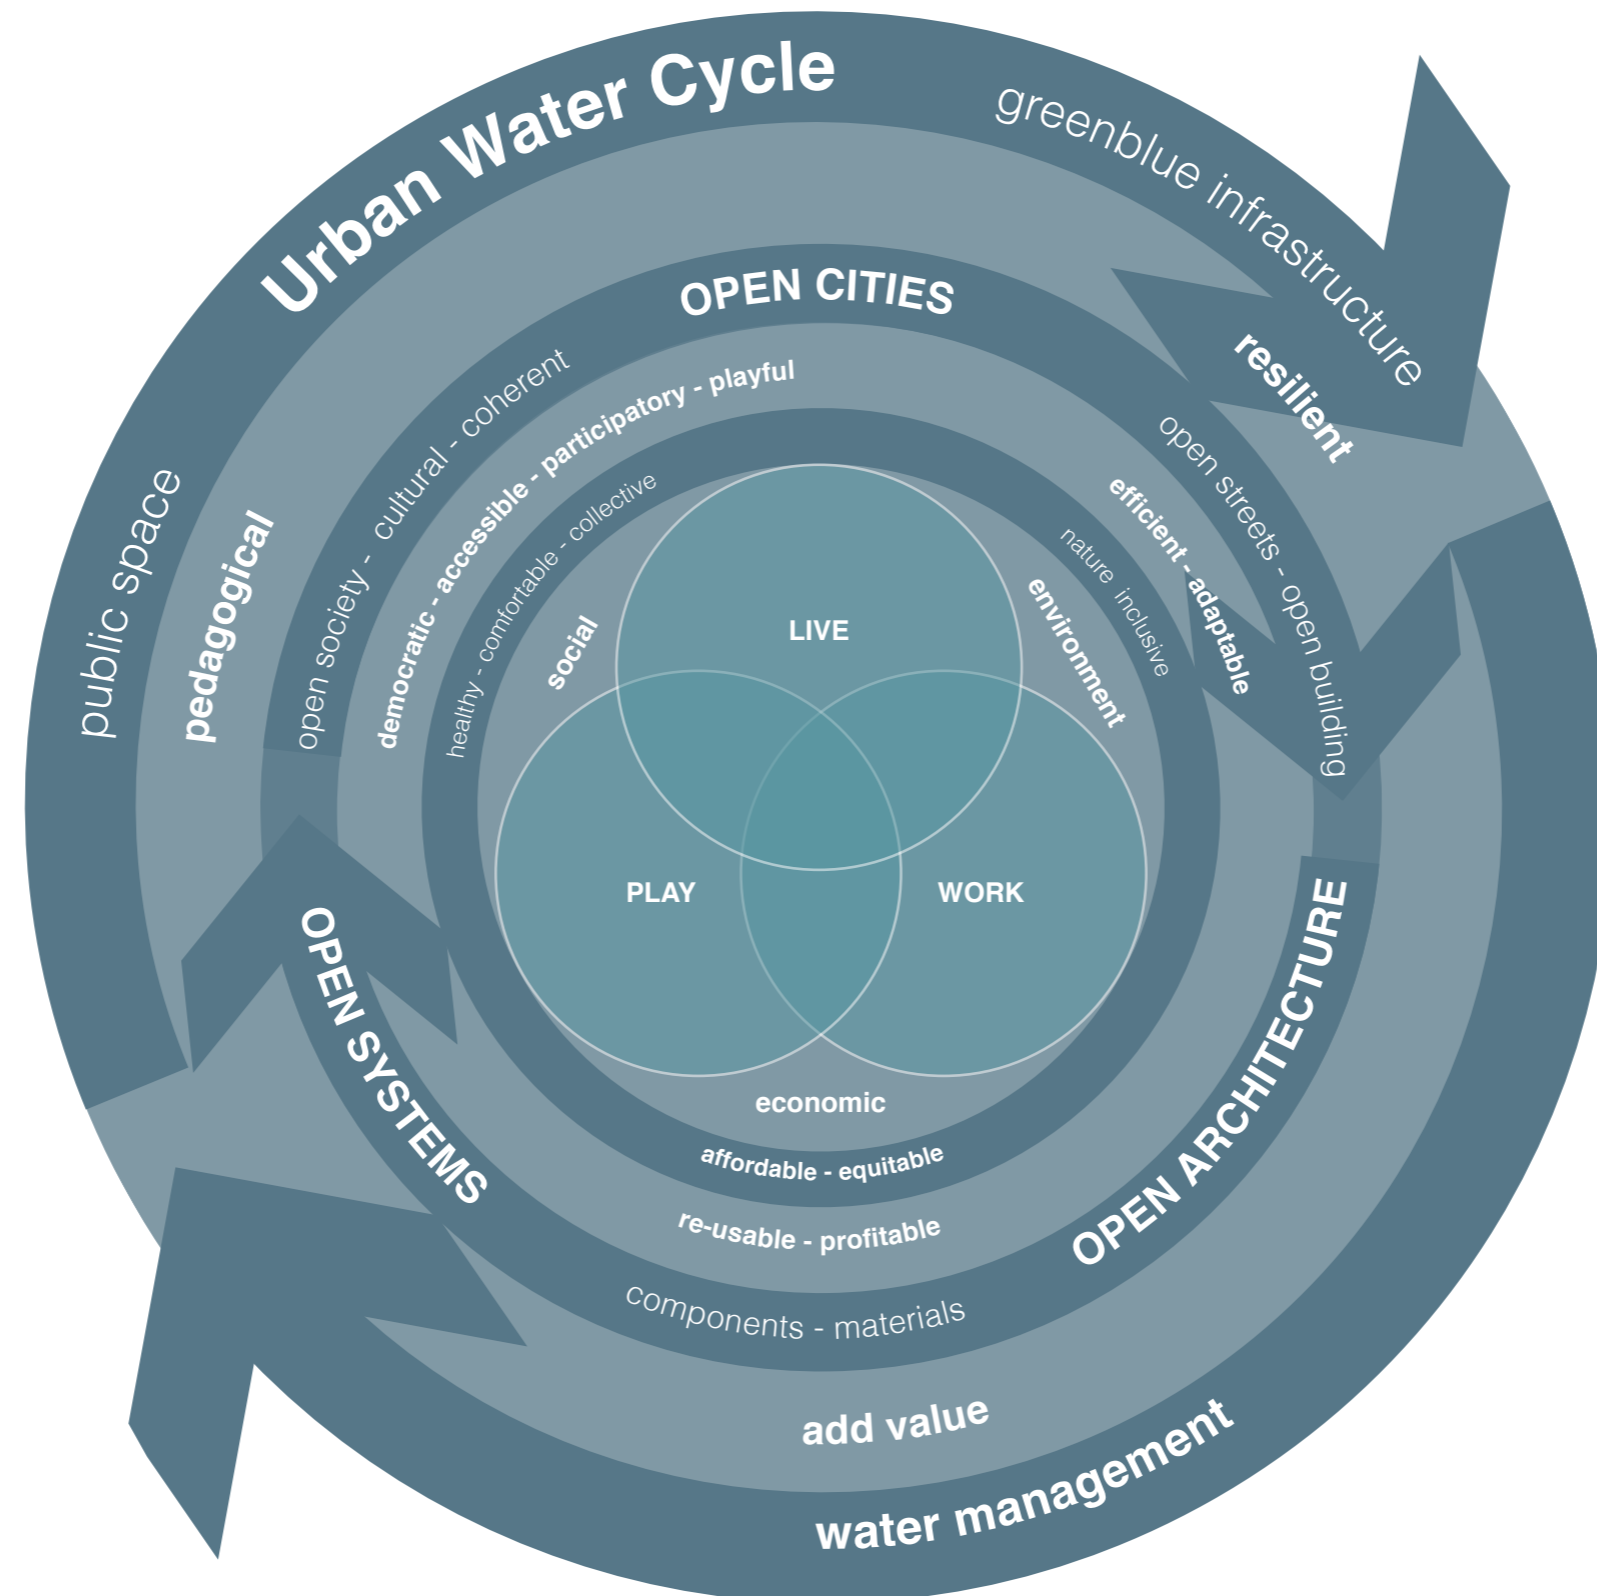 Urban Water Cycle
greenblue infrastructure
public space
pedagogical
resilient
OPEN CITIES
open society - cultural - coherent
open streets - open building
democratic - accessible - participatory - playful
efficient - adaptable
healthy - comfortable - collective
nature inclusive
social
environment
LIVE
PLAY
WORK
economic
affordable - equitable
re-usable - profitable
OPEN SYSTEMS
OPEN ARCHITECTURE
components - materials
add value
water management